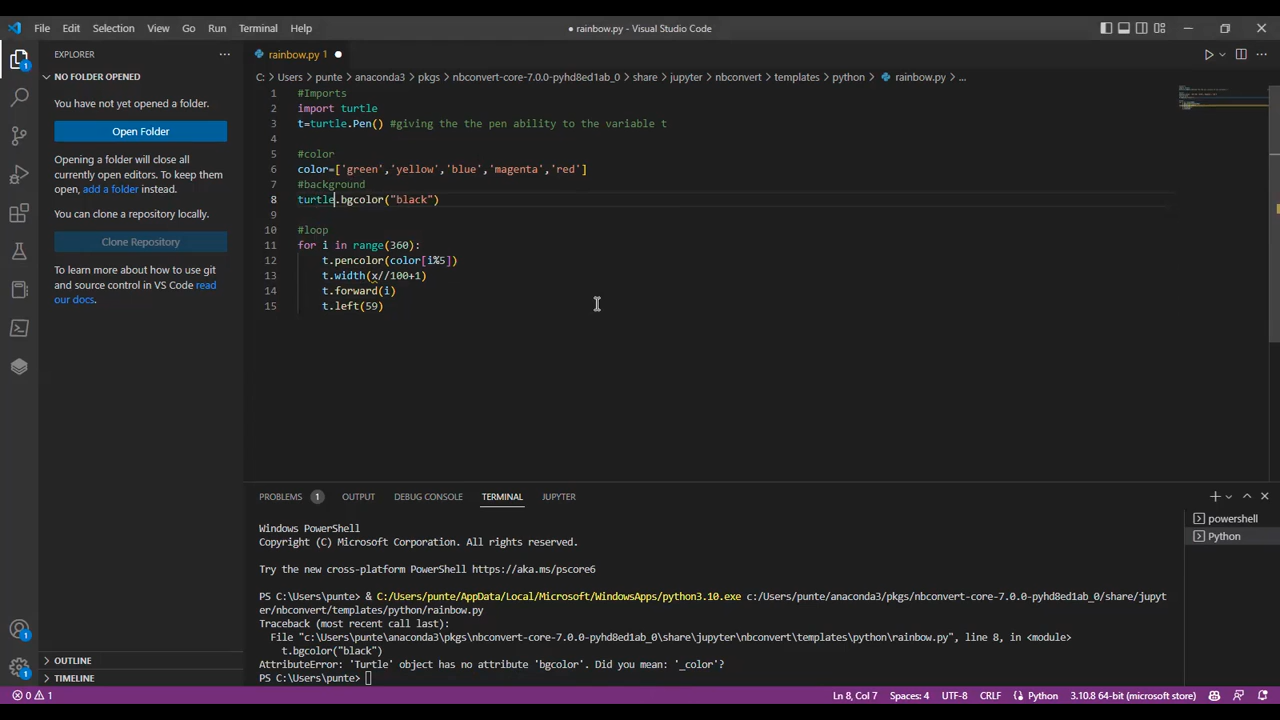 File Edit Selection View Go Run Terminal Help
● rainbow.py - Visual Studio Code
EXPLORER
rainbow.py 1 ●
NO FOLDER OPENED
C: > Users > punte > anaconda3 > pkgs > nbconvert-core-7.0.0-pyhd8ed1ab_0 > share > jupyter > nbconvert > templates > python > rainbow.py > ...
You have not yet opened a folder.
Open Folder
Opening a folder will close all
currently open editors. To keep them
open, add a folder instead.
You can clone a repository locally.
Clone Repository
To learn more about how to use git
and source control in VS Code read
our docs.
1 #Imports
2 import turtle
3 t=turtle.Pen() #giving the the pen ability to the variable t
4
5 #color
6 color=['green','yellow','blue','magenta','red']
7 #background
8 turtle.bgcolor("black")
9
10 #loop
11 for i in range(360):
12 t.pencolor(color[i%5])
13 t.width(x//100+1)
14 t.forward(i)
15 t.left(59)
PROBLEMS 1 OUTPUT DEBUG CONSOLE TERMINAL JUPYTER
powershell
Python
Windows PowerShell
Copyright (C) Microsoft Corporation. All rights reserved.
Try the new cross-platform PowerShell https://aka.ms/pscore6
PS C:\Users\punte> & C:/Users/punte/AppData/Local/Microsoft/WindowsApps/python3.10.exe c:/Users/punte/anaconda3/pkgs/nbconvert-core-7.0.0-pyhd8ed1ab_0/share/jupyt
er/nbconvert/templates/python/rainbow.py
Traceback (most recent call last):
File "c:\Users\punte\anaconda3\pkgs\nbconvert-core-7.0.0-pyhd8ed1ab_0\share\jupyter\nbconvert\templates\python\rainbow.py", line 8, in <module>
t.bgcolor("black")
AttributeError: 'Turtle' object has no attribute 'bgcolor'. Did you mean: '_color'?
PS C:\Users\punte>
OUTLINE
TIMELINE
1
1
1
0 1
Ln 8, Col 7 Spaces: 4 UTF-8 CRLF Python 3.10.8 64-bit (microsoft store)